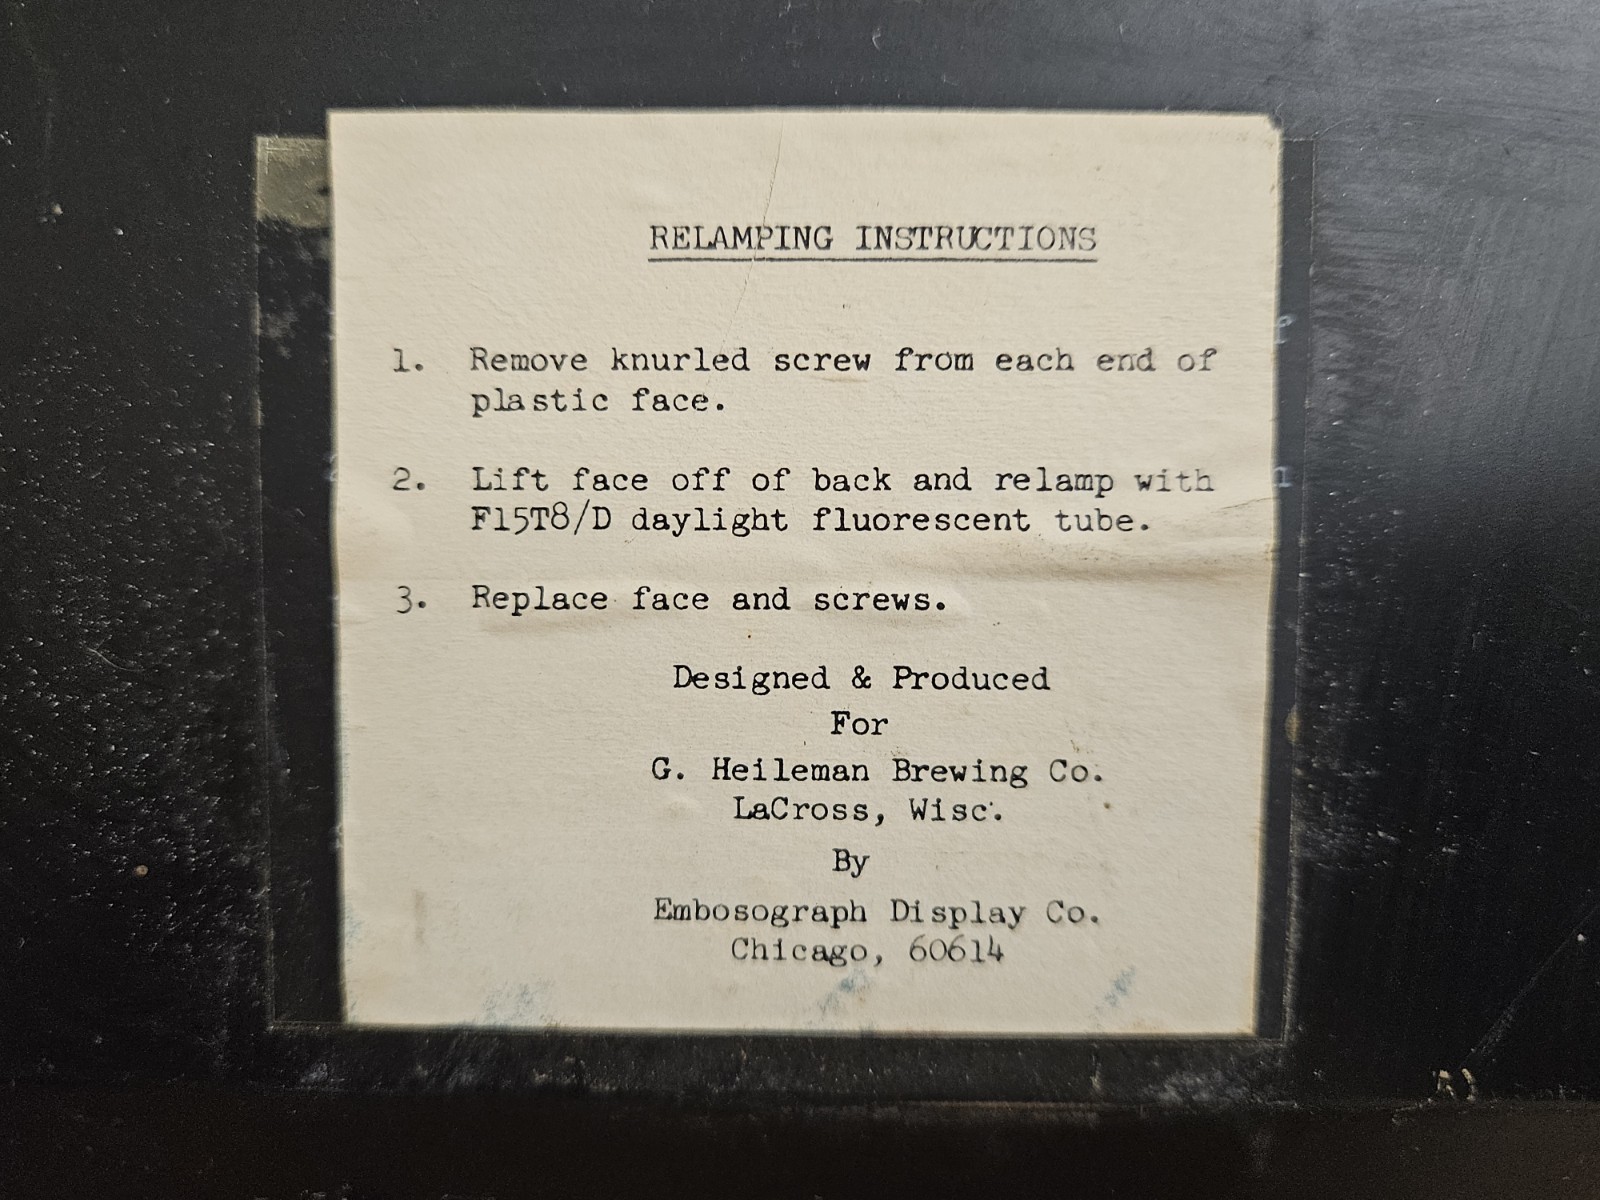 RELAMPING INSTRUCTIONS
1. Remove knurled screw from each end of
plastic face.
2. Lift face off of back and relamp with
F15T8/D daylight fluorescent tube.
3. Replace face and screws.
Designed & Produced
For
G. Heileman Brewing Co.
LaCross, Wisc.
By
Embosograph Display Co.
Chicago, 60614